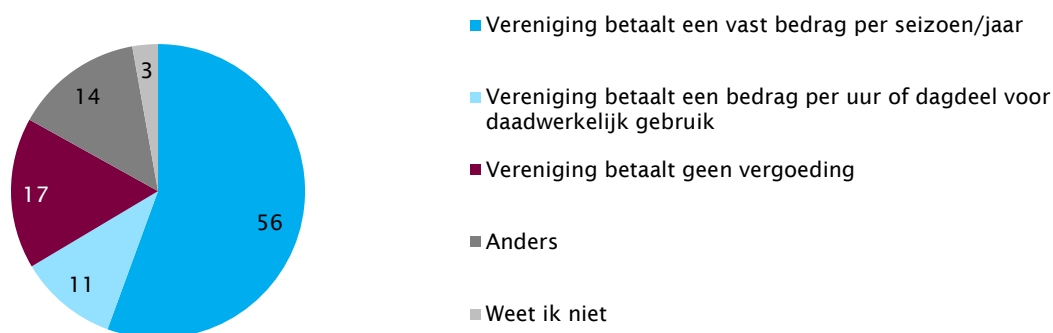 3
14
17
56
11
Vereniging betaalt een vast bedrag per seizoen/jaar
Vereniging betaalt een bedrag per uur of dagdeel voor
daadwerkelijk gebruik
Vereniging betaalt geen vergoeding
Anders
Weet ik niet